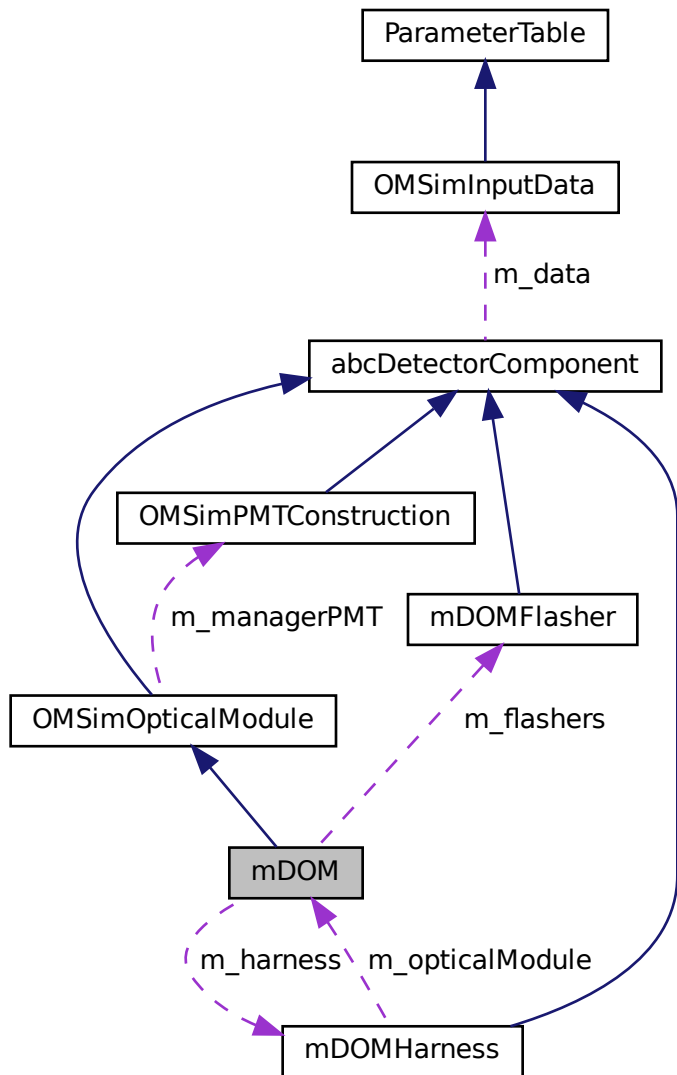 ParameterTable
OMSimInputData
m_data
abcDetectorComponent
OMSimPMTConstruction
m_managerPMT
mDOMFlasher
OMSimOpticalModule
m_flashers
mDOM
m_harness
m_opticalModule
mDOMHarness